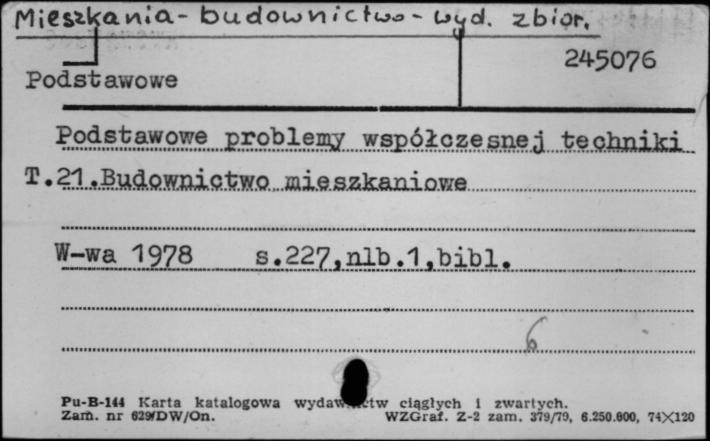 Mieszkania - budownictwo - wyd. zbior.
245076
Podstawowe
Podstawowe problemy współczesnej techniki
T.21.Budownictwo mieszkaniowe
W-wa 1978 s.227,nlb.1,bibl.
6
Pu-B-144 Karta katalogowa wydawnictw ciągłych i zwartych.
Zam. nr 629/DW/On. WZGraf. Z-2 zam. 379/79, 6.250.600, 74X120